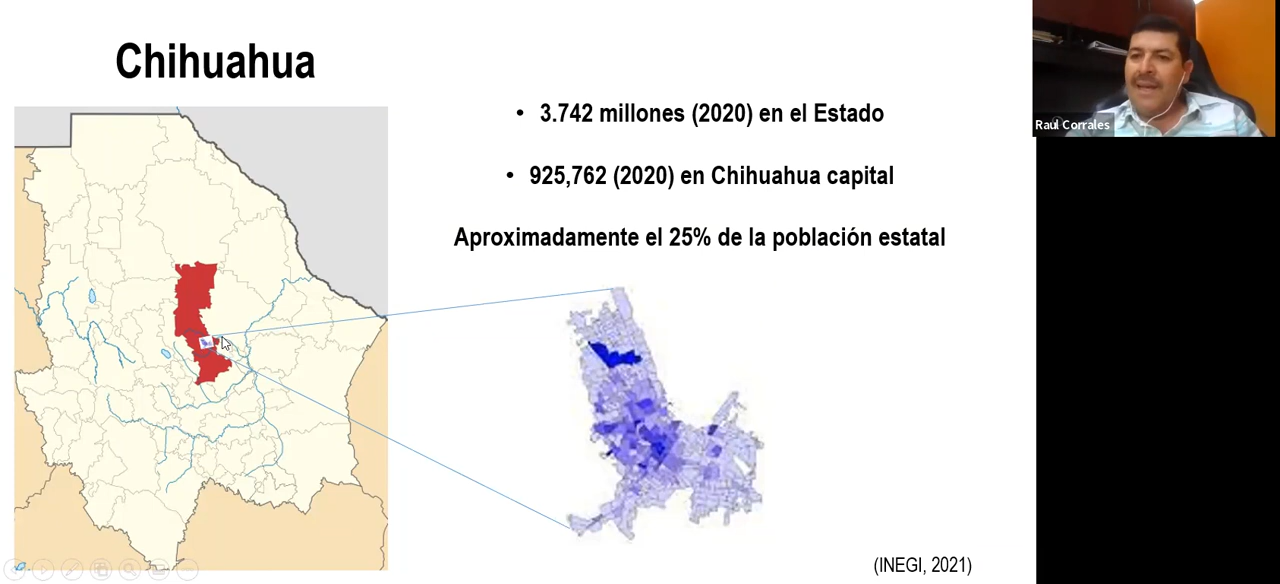 Chihuahua
• 3.742 millones (2020) en el Estado
• 925,762 (2020) en Chihuahua capital
Aproximadamente el 25% de la población estatal
(INEGI, 2021)
Raul Corrales